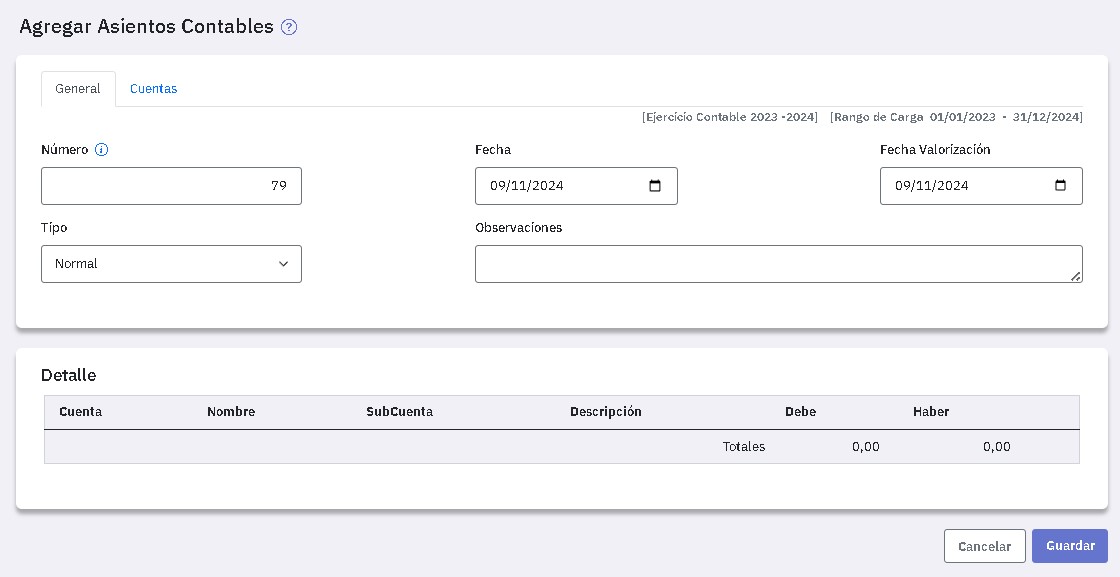 Agregar Asientos Contables ?
General Cuentas
[Ejercicio Contable 2023 -2024] [Rango de Carga 01/01/2023 - 31/12/2024]
Número i Fecha Fecha Valorización
79 09/11/2024 09/11/2024
Tipo Observaciones
Normal
Detalle
Cuenta Nombre SubCuenta Descripción Debe Haber
Totales 0,00 0,00
Cancelar Guardar